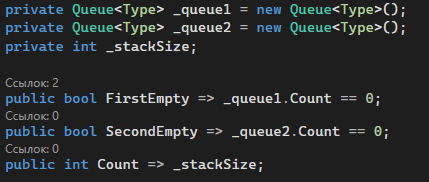 private Queue<Type> _queue1 = new Queue<Type>();
private Queue<Type> _queue2 = new Queue<Type>();
private int _stackSize;
Ссылок: 2
public bool FirstEmpty => _queue1.Count == 0;
Ссылок: 0
public bool SecondEmpty => _queue2.Count == 0;
Ссылок: 0
public int Count => _stackSize;